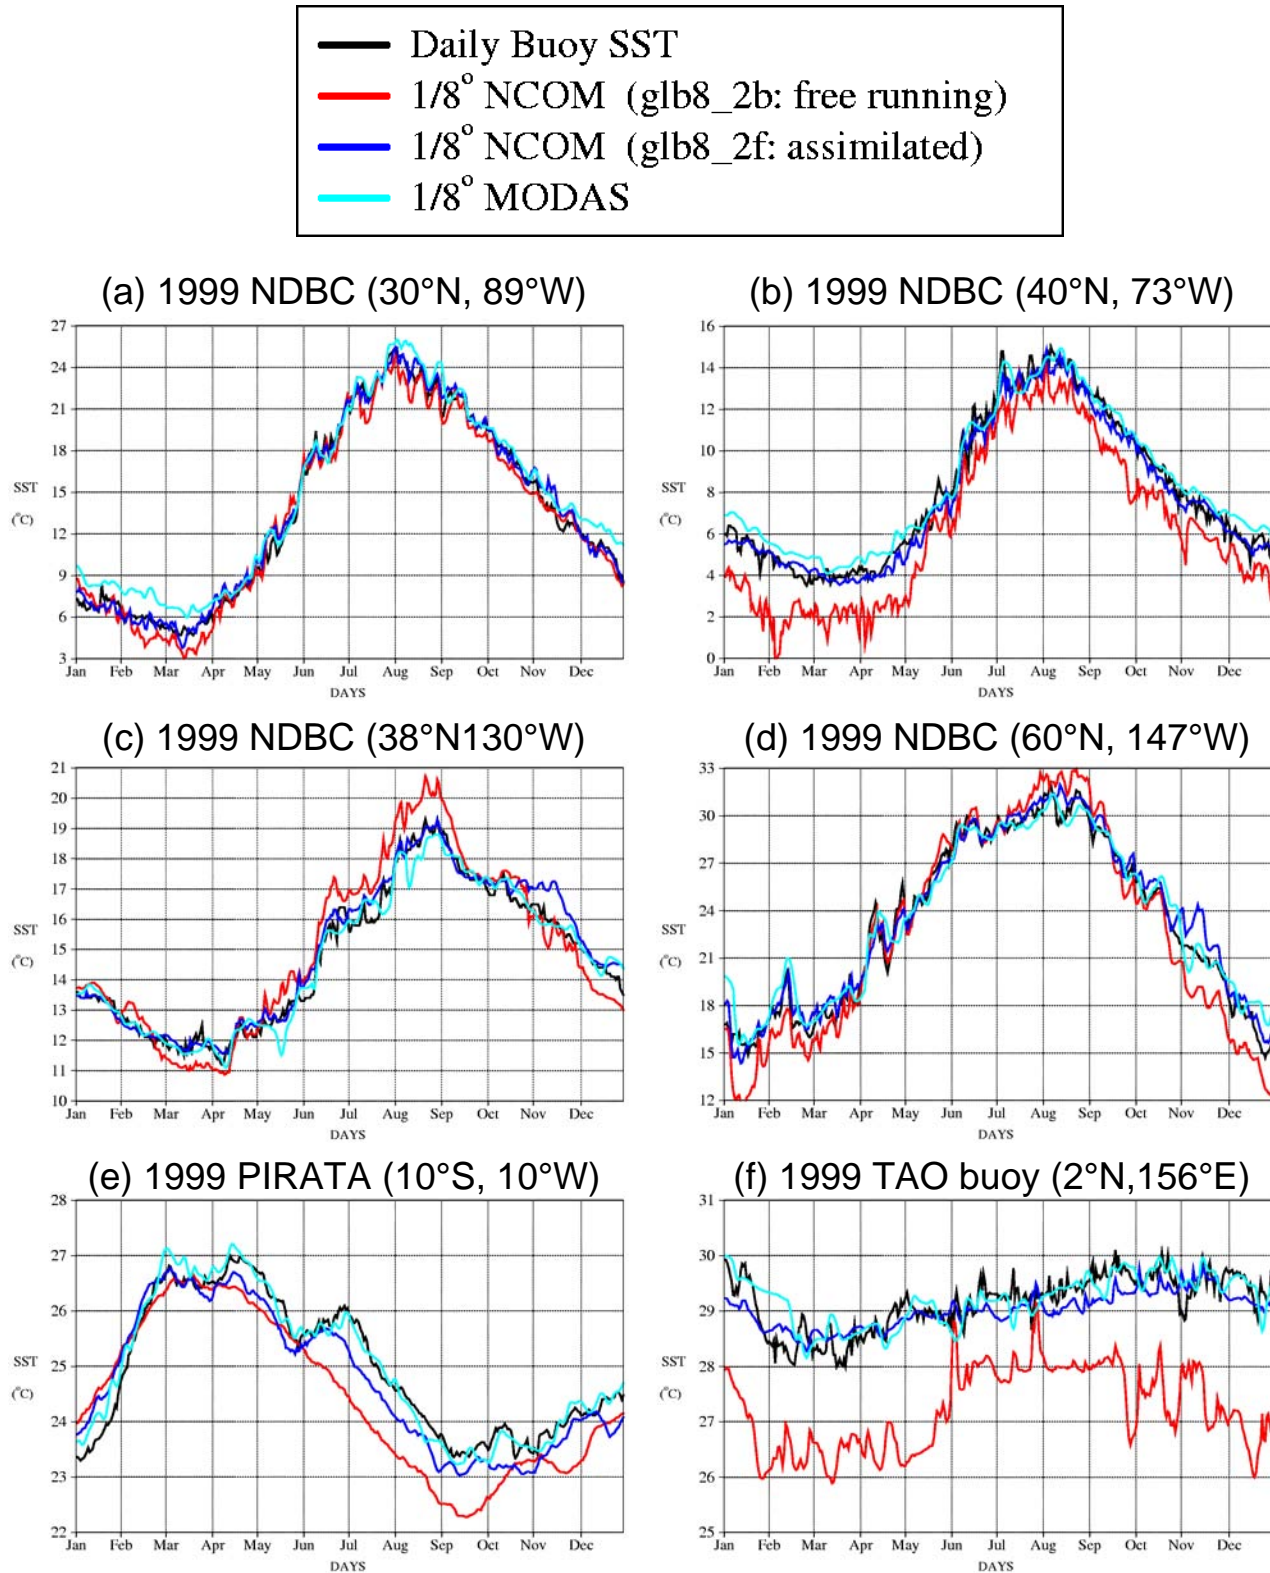 Daily Buoy SST
1/8° NCOM (glb8_2b: free running)
1/8° NCOM (glb8_2f: assimilated)
1/8° MODAS
(a) 1999 NDBC (30°N, 89°W)
27
24
21
18
15
12
9
6
3
SST
(°C)
Jan Feb Mar Apr May Jun Jul Aug Sep Oct Nov Dec
DAYS
(b) 1999 NDBC (40°N, 73°W)
16
14
12
10
8
6
4
2
0
SST
(°C)
Jan Feb Mar Apr May Jun Jul Aug Sep Oct Nov Dec
DAYS
(c) 1999 NDBC (38°N130°W)
21
20
19
18
17
16
15
14
13
12
11
10
SST
(°C)
Jan Feb Mar Apr May Jun Jul Aug Sep Oct Nov Dec
DAYS
(d) 1999 NDBC (60°N, 147°W)
33
30
27
24
21
18
15
12
SST
(°C)
Jan Feb Mar Apr May Jun Jul Aug Sep Oct Nov Dec
DAYS
(e) 1999 PIRATA (10°S, 10°W)
28
27
26
25
24
23
22
SST
(°C)
Jan Feb Mar Apr May Jun Jul Aug Sep Oct Nov Dec
DAYS
(f) 1999 TAO buoy (2°N,156°E)
31
30
29
28
27
26
25
SST
(°C)
Jan Feb Mar Apr May Jun Jul Aug Sep Oct Nov Dec
DAYS